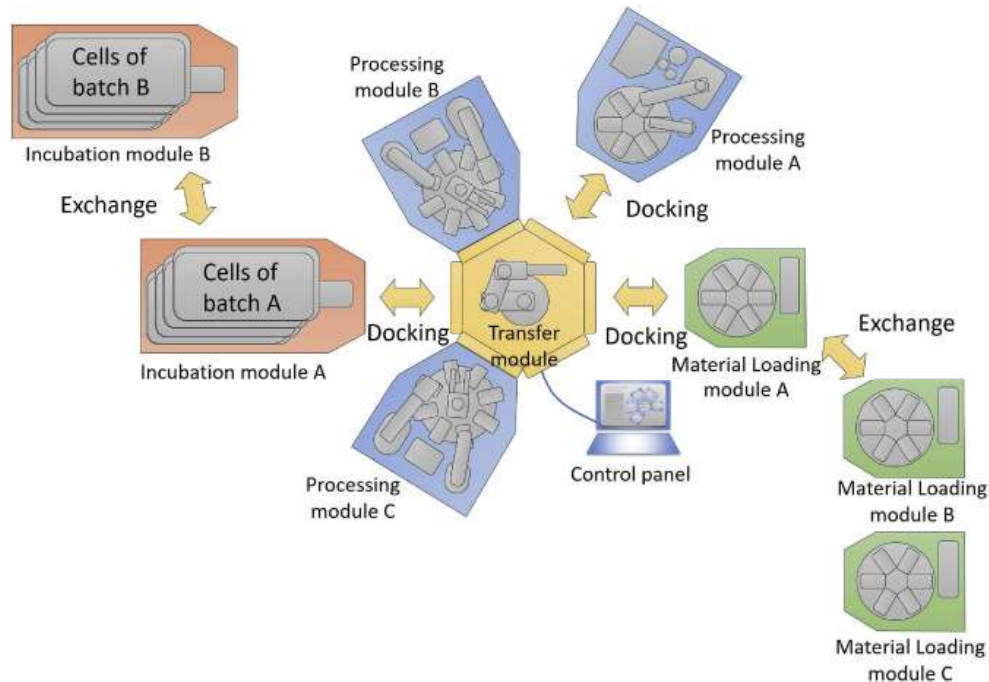 Cells of
batch B
Incubation module B
Exchange
Cells of
batch A
Incubation module A
Docking
Processing
module B
Processing
module A
Docking
Transfer
module
Docking
Material Loading
module A
Exchange
Processing
module C
Control panel
Material Loading
module B
Material Loading
module C